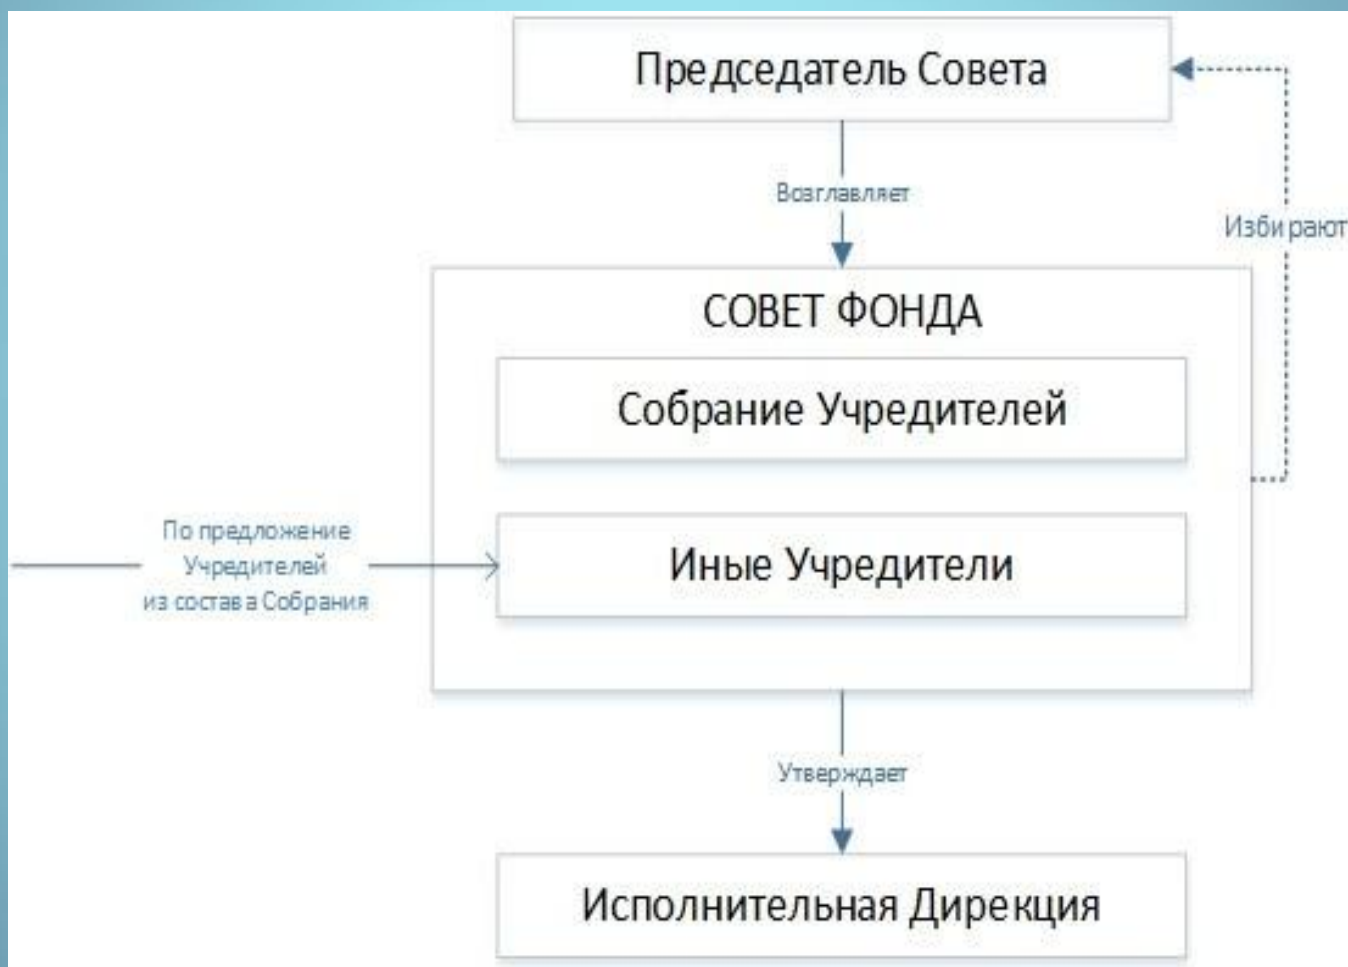 Председатель Совета
Возглавляет
Избирают
СОВЕТ ФОНДА
Собрание Учредителей
По предложение
Учредителей
из состава Собрания
Иные Учредители
Утверждает
Исполнительная Дирекция